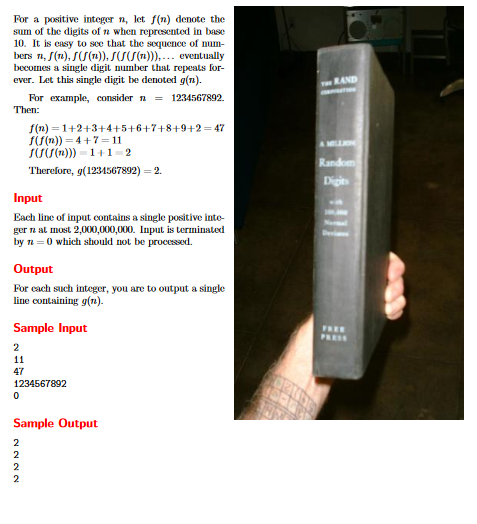 For a positive integer n, let f(n) denote the
sum of the digits of n when represented in base
10. It is easy to see that the sequence of num-
bers n, f(n), f(f(n)), f(f(f(n))), ... eventually
becomes a single digit number that repeats for-
ever. Let this single digit be denoted g(n).
For example, consider n = 1234567892.
Then:
f(n) = 1+2+3+4+5+6+7+8+9+2 = 47
f(f(n)) = 4 + 7 = 11
f(f(f(n))) = 1 + 1 = 2
Therefore, g(1234567892) = 2.
Input
Each line of input contains a single positive inte-
ger n at most 2,000,000,000. Input is terminated
by n = 0 which should not be processed.
Output
For each such integer, you are to output a single
line containing g(n).
Sample Input
2
11
47
1234567892
0
Sample Output
2
2
2
2
THE RAND
CORPORATION
A MILLION
Random
Digits
with
100,000
Normal
Deviates
FREE
PRESS